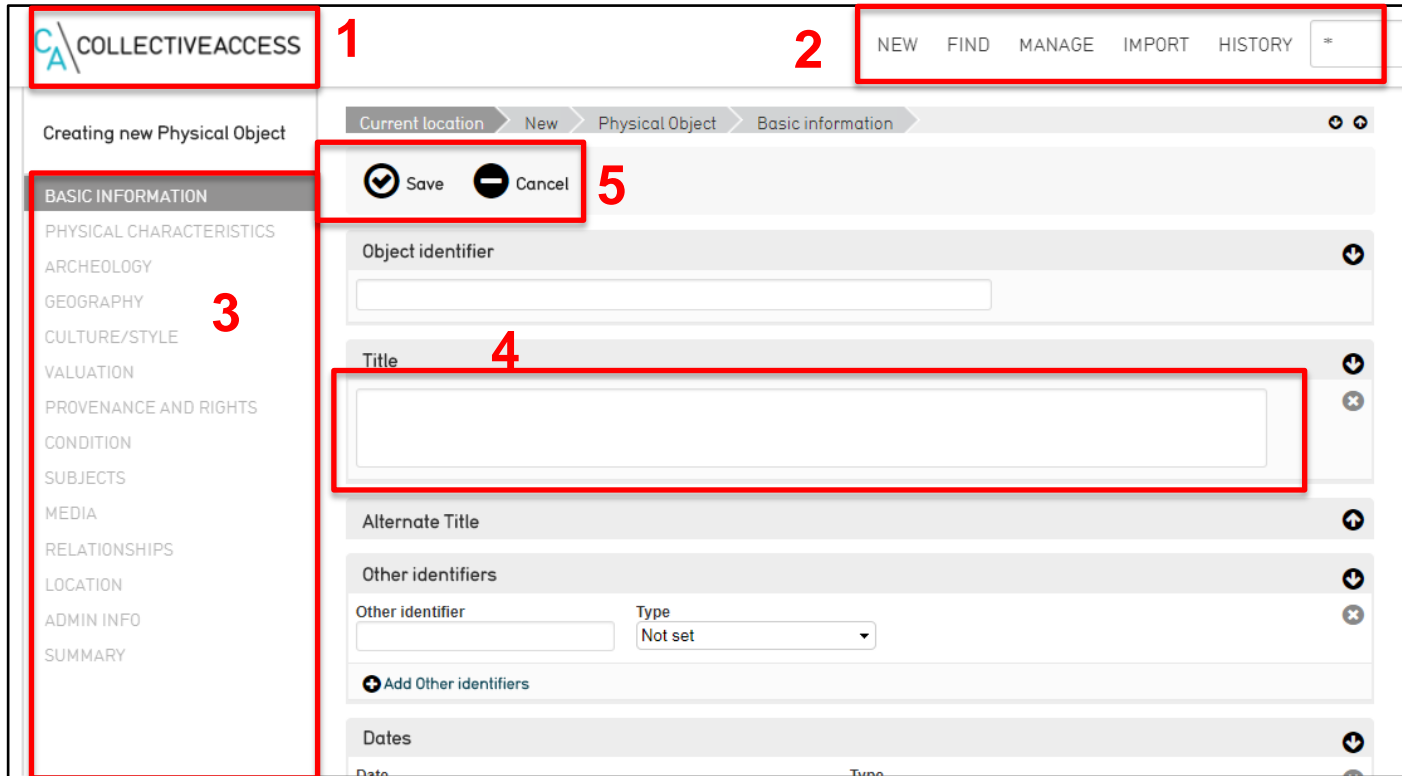 CA COLLECTIVEACCESS
1
2
NEW FIND MANAGE IMPORT HISTORY *
Creating new Physical Object
Current location New Physical Object Basic information
Save Cancel
5
BASIC INFORMATION
PHYSICAL CHARACTERISTICS
ARCHEOLOGY
GEOGRAPHY
CULTURE/STYLE
VALUATION
PROVENANCE AND RIGHTS
CONDITION
SUBJECTS
MEDIA
RELATIONSHIPS
LOCATION
ADMIN INFO
SUMMARY
3
Object identifier
Title
4
Alternate Title
Other identifiers
Other identifier Type
Not set
Add Other identifiers
Dates
Date Type